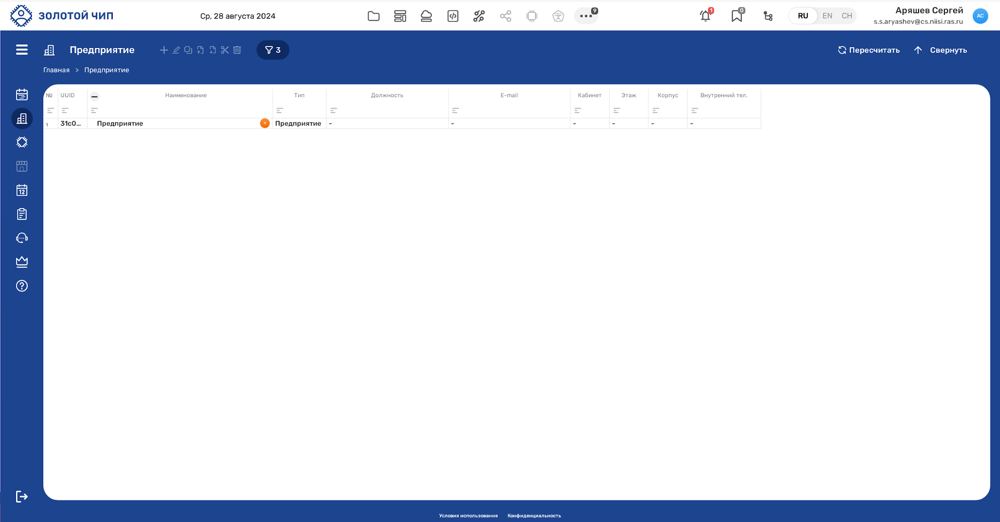 ЗОЛОТОЙ ЧИП
Ср, 28 августа 2024
9
1
0
RU EN CH
Аряшев Сергей
s.s.aryashev@cs.niisi.ras.ru
АС
Предприятие
3
Пересчитать
Свернуть
Главная > Предприятие
№ UUID Наименование Тип Должность E-mail Кабинет Этаж Корпус Внутренний тел.
1 31c0... Предприятие п Предприятие - - - - - -
12
Условия использования Конфиденциальность